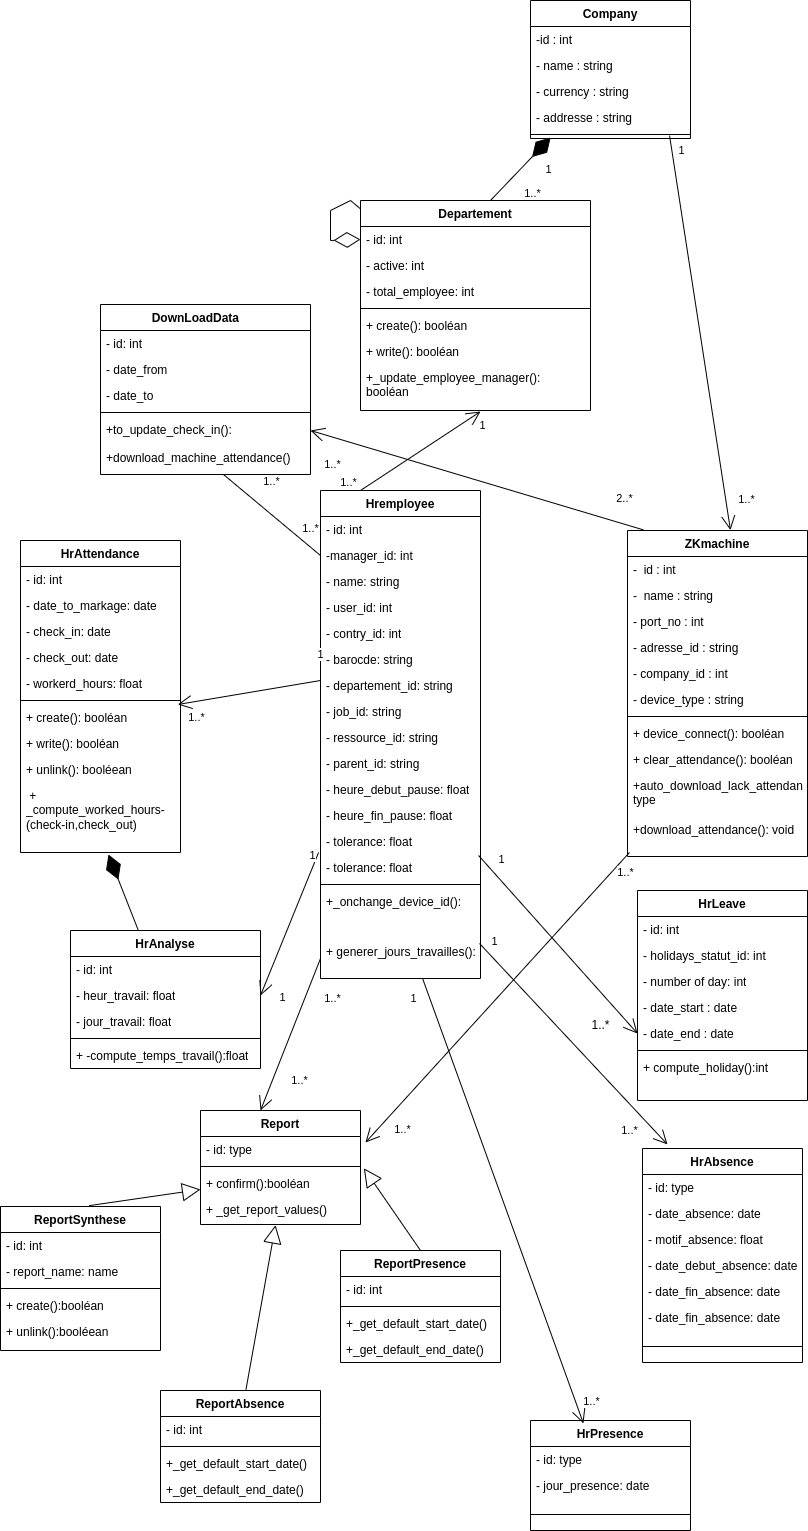 Company
-id : int
- name : string
- currency : string
- addresse : string
1
1
1..*
Departement
- id: int
- active: int
- total_employee: int
+ create(): booléan
+ write(): booléan
+_update_employee_manager():
booléan
DownLoadData
- id: int
- date_from
- date_to
+to_update_check_in():
+download_machine_attendance()
1
1..*
1..*
1..*
2..*
1..*
1..*
Hremployee
- id: int
-manager_id: int
- name: string
- user_id: int
- contry_id: int
- barocde: string
- departement_id: string
- job_id: string
- ressource_id: string
- parent_id: string
- heure_debut_pause: float
- heure_fin_pause: float
- tolerance: float
- tolerance: float
+_onchange_device_id():
+ generer_jours_travailles():
ZKmachine
-  id : int
-  name : string
- port_no : int
- adresse_id : string
- company_id : int
- device_type : string
+ device_connect(): booléan
+ clear_attendance(): booléan
+auto_download_lack_attendan
type
+download_attendance(): void
HrAttendance
- id: int
- date_to_markage: date
- check_in: date
- check_out: date
- workerd_hours: float
+ create(): booléan
+ write(): booléan
+ unlink(): booléean
+
_compute_worked_hours-
(check-in,check_out)
1
1..*
1
1
1..*
1
1
1..*
1
1..*
HrLeave
- id: int
- holidays_statut_id: int
- number of day: int
- date_start : date
- date_end : date
+ compute_holiday():int
HrAnalyse
- id: int
- heur_travail: float
- jour_travail: float
+ -compute_temps_travail():float
1..*
1..*
1..*
Report
- id: type
+ confirm():booléan
+ _get_report_values()
HrAbsence
- id: type
- date_absence: date
- motif_absence: float
- date_debut_absence: date
- date_fin_absence: date
- date_fin_absence: date
ReportSynthese
- id: int
- report_name: name
+ create():booléan
+ unlink():booléean
ReportPresence
- id: int
+_get_default_start_date()
+_get_default_end_date()
ReportAbsence
- id: int
+_get_default_start_date()
+_get_default_end_date()
1..*
HrPresence
- id: type
- jour_presence: date